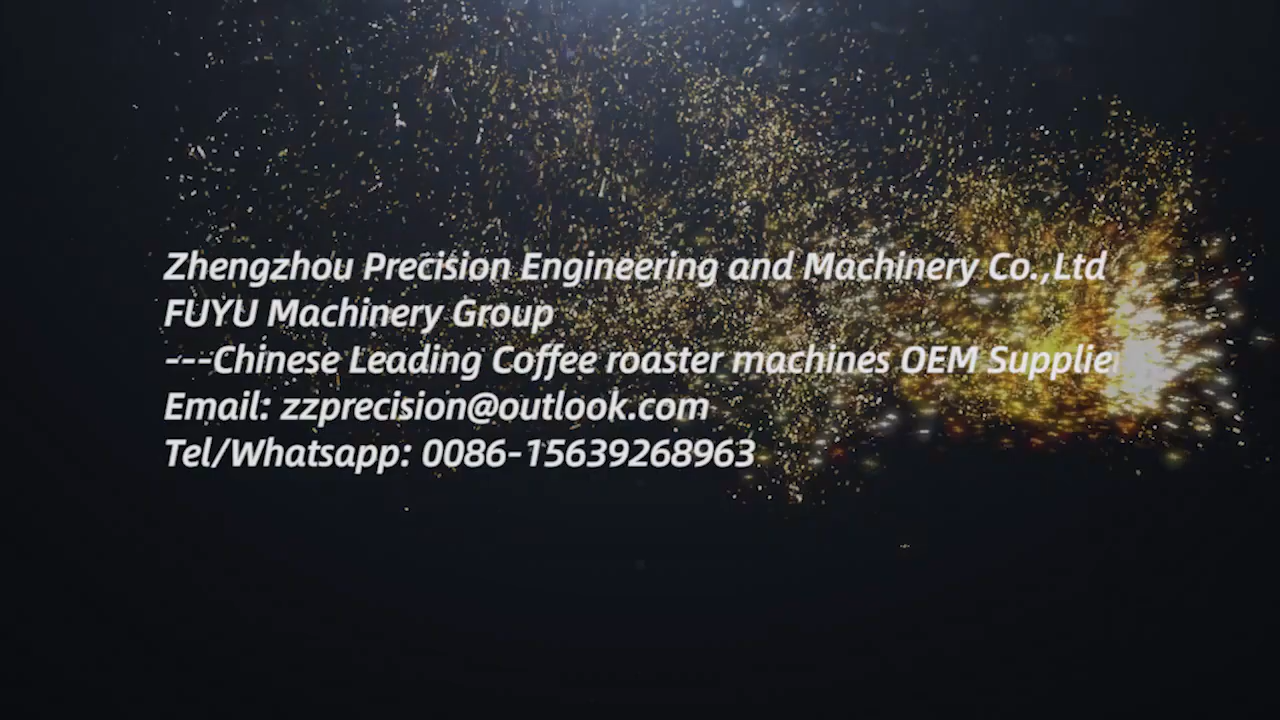 Zhengzhou Precision Engineering and Machinery Co.,Ltd
FUYU Machinery Group
---Chinese Leading Coffee roaster machines OEM Supplier
Email: zzprecision@outlook.com
Tel/Whatsapp: 0086-15639268963